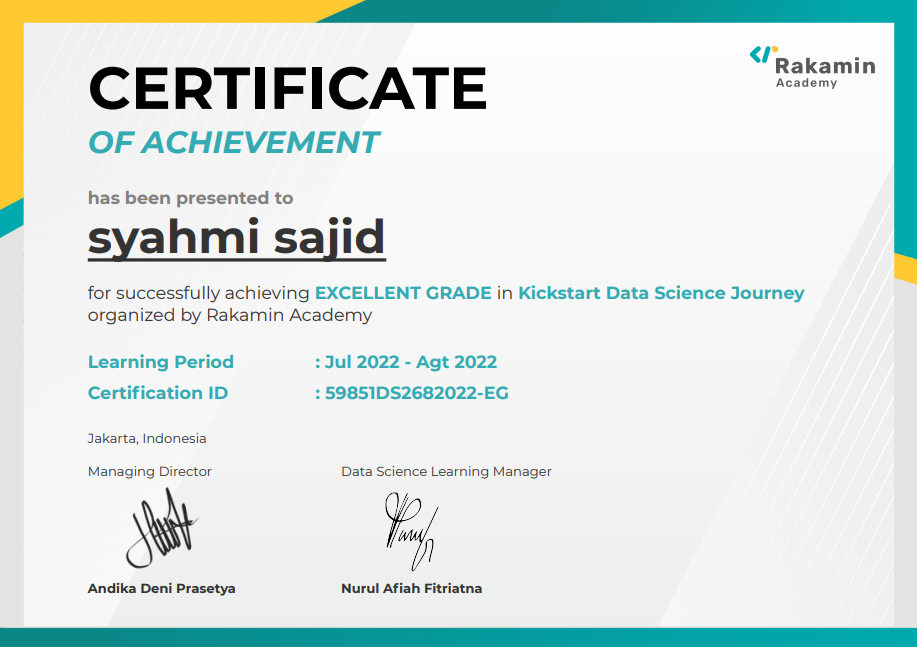 CERTIFICATE
OF ACHIEVEMENT
Rakamin
Academy
has been presented to
syahmi sajid
for successfully achieving EXCELLENT GRADE in Kickstart Data Science Journey
organized by Rakamin Academy
Learning Period : Jul 2022 - Agt 2022
Certification ID : 59851DS2682022-EG
Jakarta, Indonesia
Managing Director Data Science Learning Manager
Andika Deni Prasetya Nurul Afiah Fitriatna